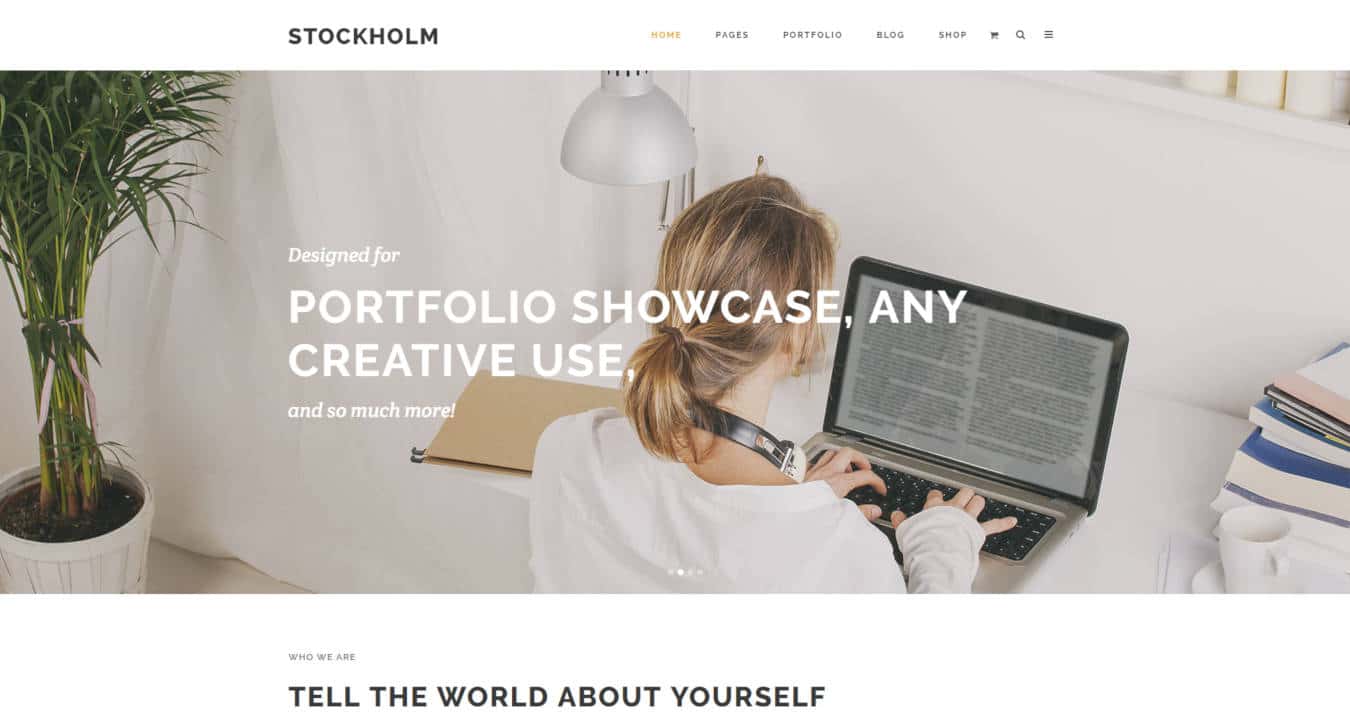 STOCKHOLM
HOME PAGES PORTFOLIO BLOG SHOP
Designed for
PORTFOLIO SHOWCASE, ANY
CREATIVE USE,
and so much more!
WHO WE ARE
TELL THE WORLD ABOUT YOURSELF